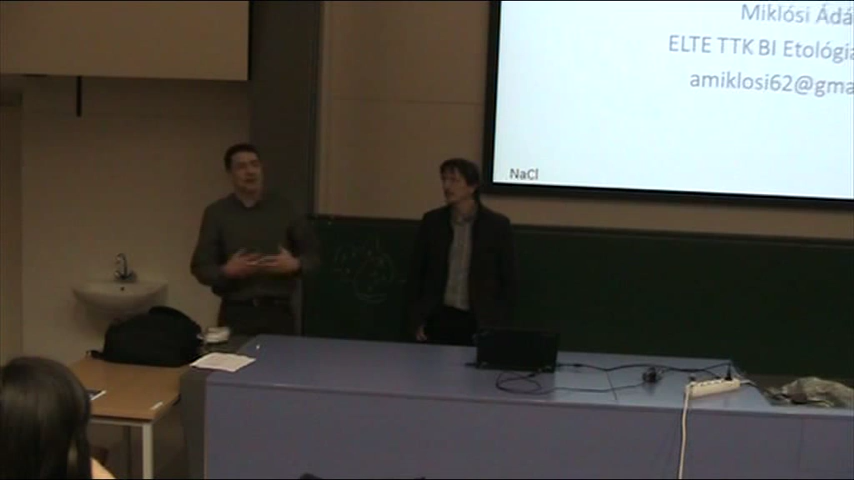 Miklósi Ádá
ELTE TTK BI Etológia
amiklosi62@gma
NaCl